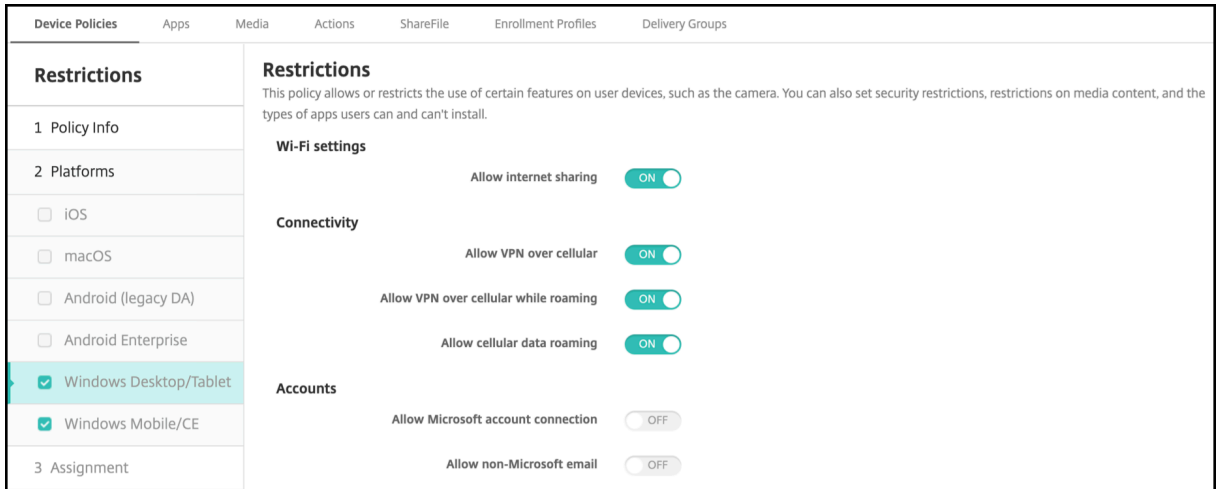 Device Policies Apps Media Actions ShareFile Enrollment Profiles Delivery Groups
Restrictions
1 Policy Info
2 Platforms
iOS
macOS
Android (legacy DA)
Android Enterprise
Windows Desktop/Tablet
Windows Mobile/CE
3 Assignment
Restrictions
This policy allows or restricts the use of certain features on user devices, such as the camera. You can also set security restrictions, restrictions on media content, and the
types of apps users can and can't install.
Wi-Fi settings
Allow internet sharing ON
Connectivity
Allow VPN over cellular ON
Allow VPN over cellular while roaming ON
Allow cellular data roaming ON
Accounts
Allow Microsoft account connection OFF
Allow non-Microsoft email OFF